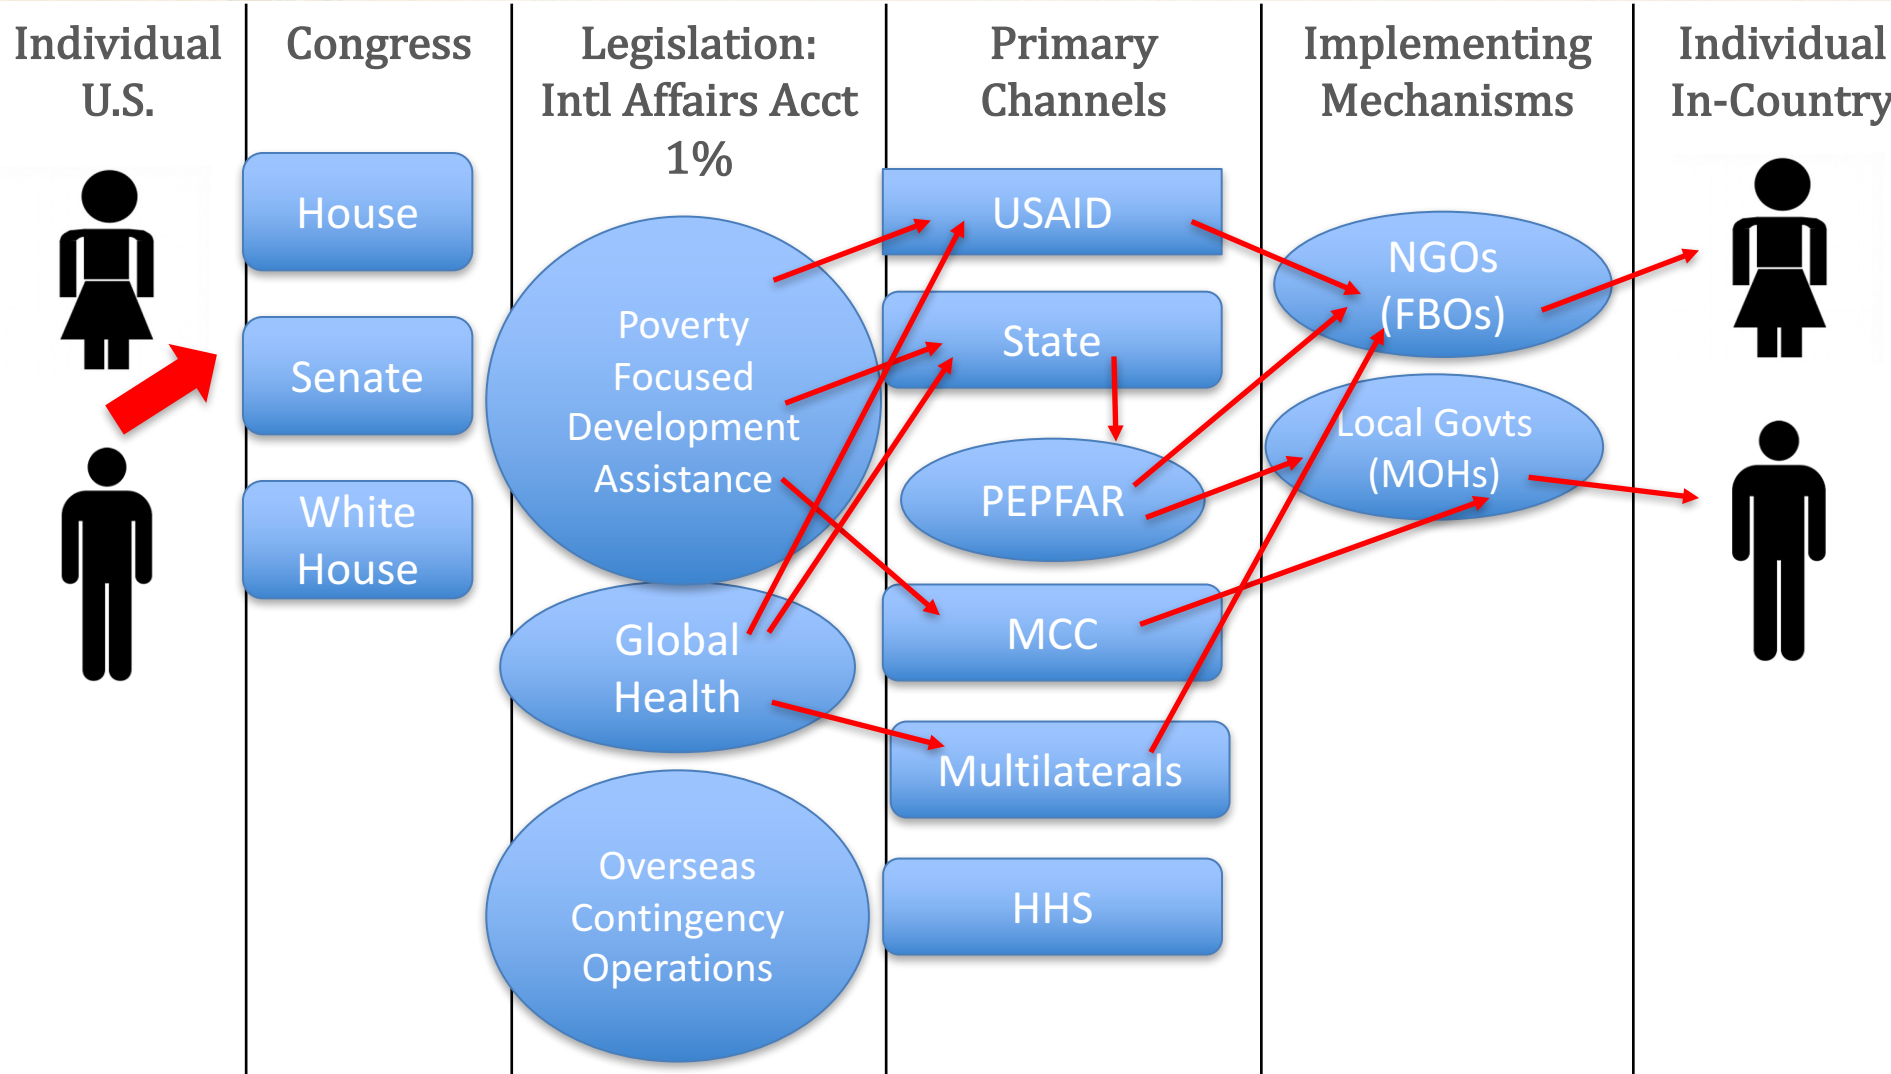 Individual
U.S.
Congress
Legislation:
Intl Affairs Acct
1%
Primary
Channels
Implementing
Mechanisms
Individual
In-Country
House
Senate
White
House
Poverty
Focused
Development
Assistance
Global
Health
Overseas
Contingency
Operations
USAID
State
PEPFAR
MCC
Multilaterals
HHS
NGOs
(FBOs)
Local Govts
(MOHs)